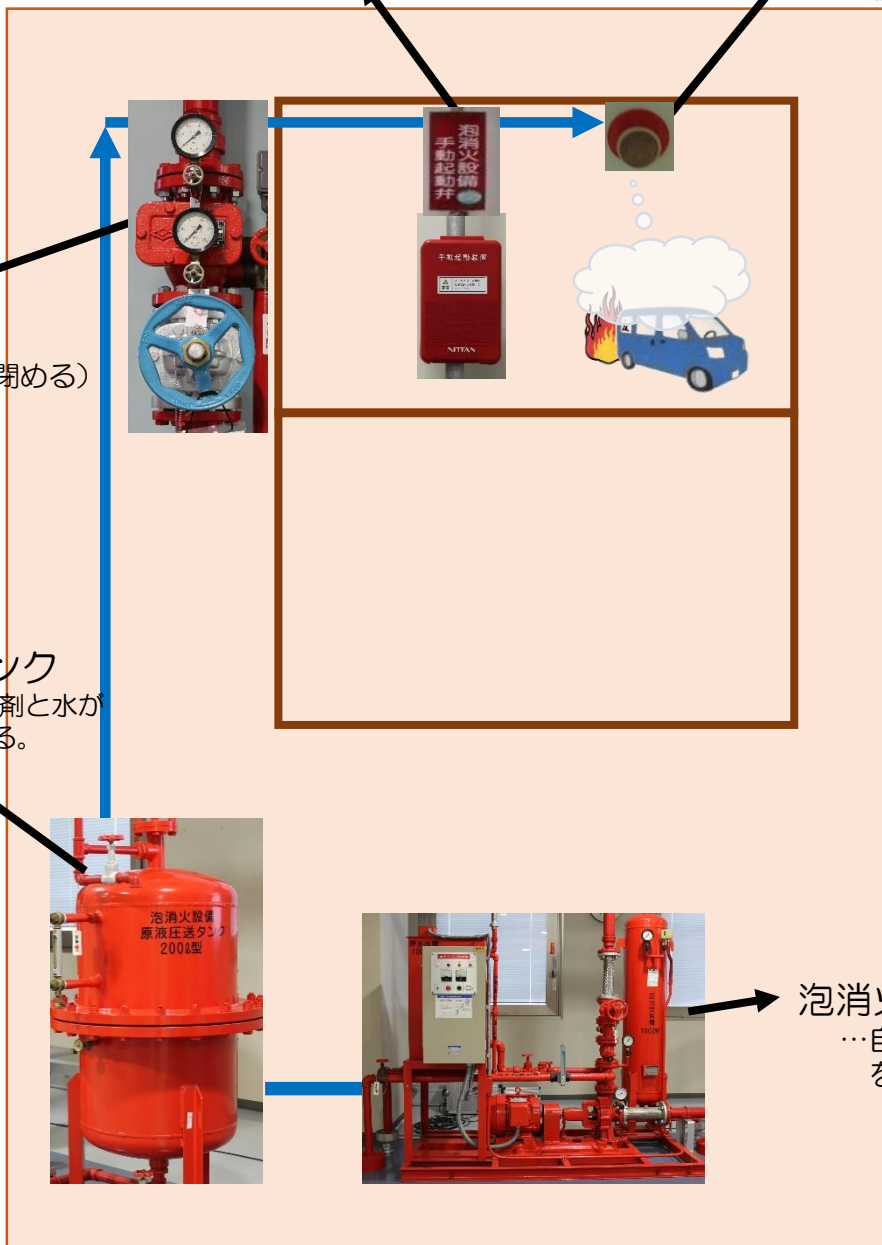 泡消火設備
手動起動弁
手動起動装置
NITTAN
閉める）
ンク
剤と水が
る。
泡消火設備
原液圧送タンク
200ℓ型
泡消火
…自
を